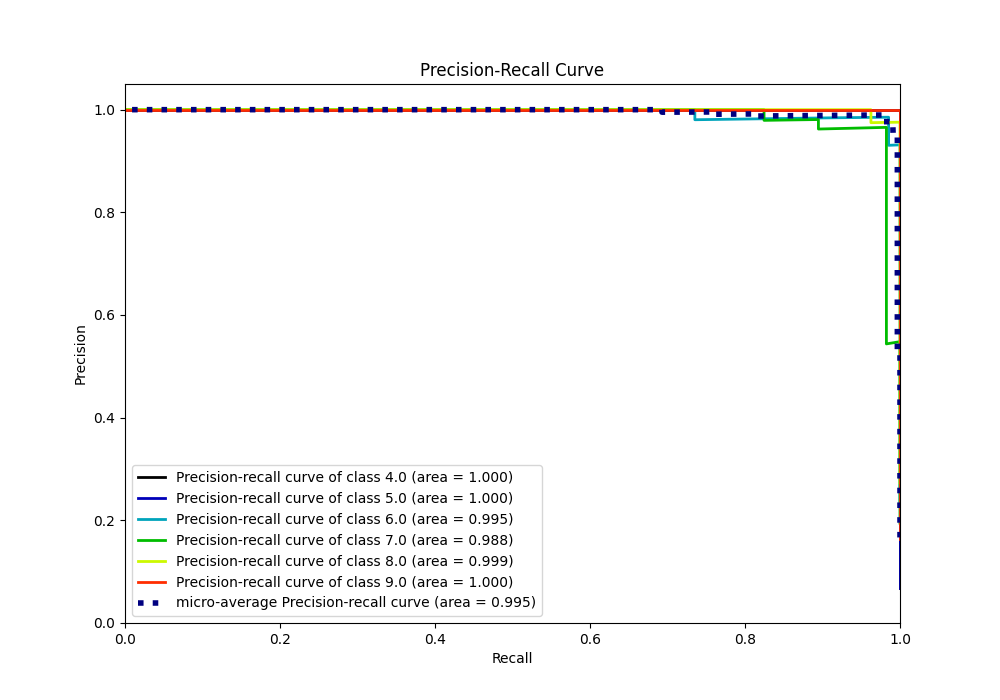 Precision-Recall Curve
1.0
0.8
0.6
0.4
0.2
0.0
Precision
Precision-recall curve of class 4.0 (area = 1.000)
Precision-recall curve of class 5.0 (area = 1.000)
Precision-recall curve of class 6.0 (area = 0.995)
Precision-recall curve of class 7.0 (area = 0.988)
Precision-recall curve of class 8.0 (area = 0.999)
Precision-recall curve of class 9.0 (area = 1.000)
micro-average Precision-recall curve (area = 0.995)
0.0 0.2 0.4 0.6 0.8 1.0
Recall